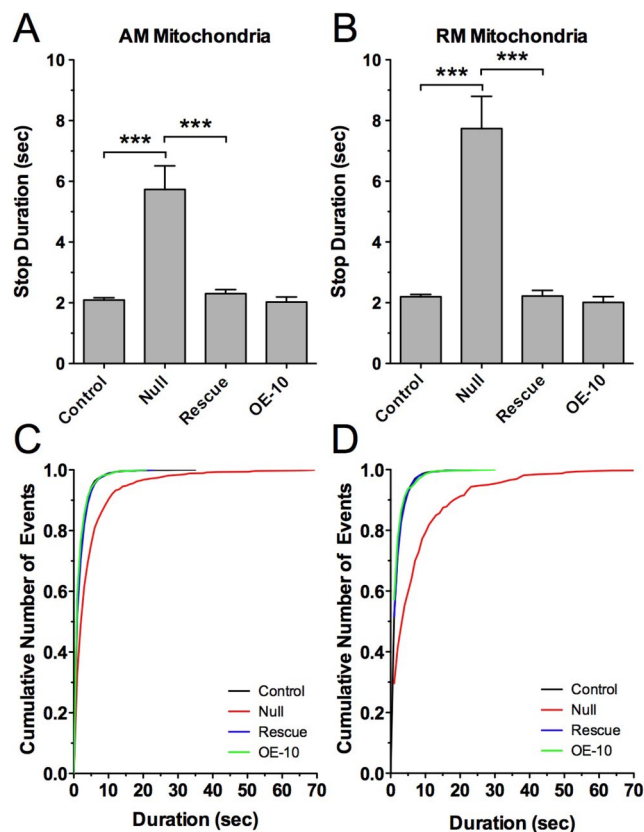 A
AM Mitochondria
Stop Duration (sec)
10
8
6
4
2
0
***
***
Control
Null
Rescue
OE-10
B
RM Mitochondria
Stop Duration (sec)
10
8
6
4
2
0
***
***
Control
Null
Rescue
OE-10
C
Cumulative Number of Events
1.0
0.8
0.6
0.4
0.2
0.0
Control
Null
Rescue
OE-10
0 10 20 30 40 50 60 70
Duration (sec)
D
Cumulative Number of Events
1.0
0.8
0.6
0.4
0.2
0.0
Control
Null
Rescue
OE-10
0 10 20 30 40 50 60 70
Duration (sec)